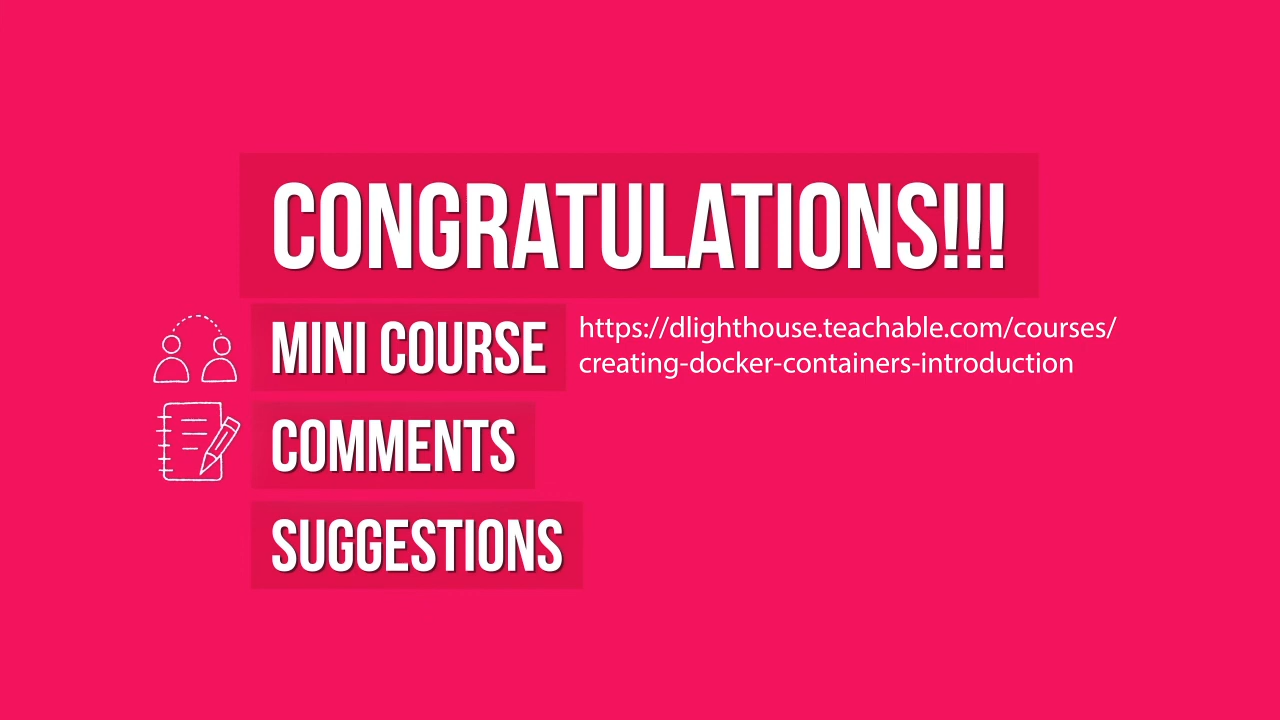 CONGRATULATIONS!!!
MINI COURSE
https://dlighthouse.teachable.com/courses/
creating-docker-containers-introduction
COMMENTS
SUGGESTIONS